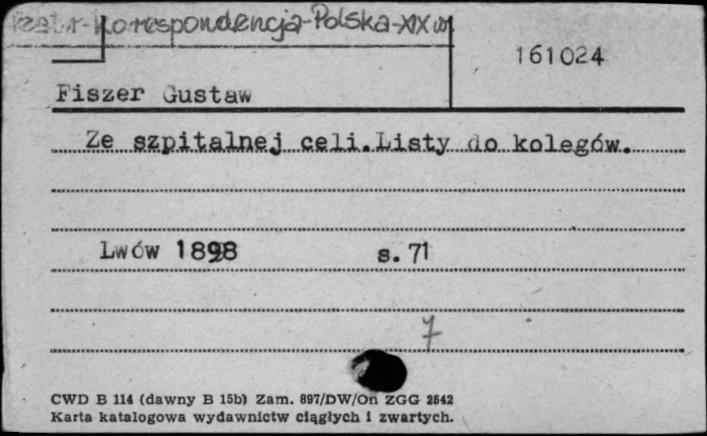 Teatr-Korespondencja-Polska-XIX w
161024
Fiszer Gustaw
Ze szpitalnej celi.Listy do kolegów.
Lwów 1898 s. 71
7
CWD B 114 (dawny B 15b) Zam. 897/DW/On ZGG 2642
Karta katalogowa wydawnictw ciągłych i zwartych.